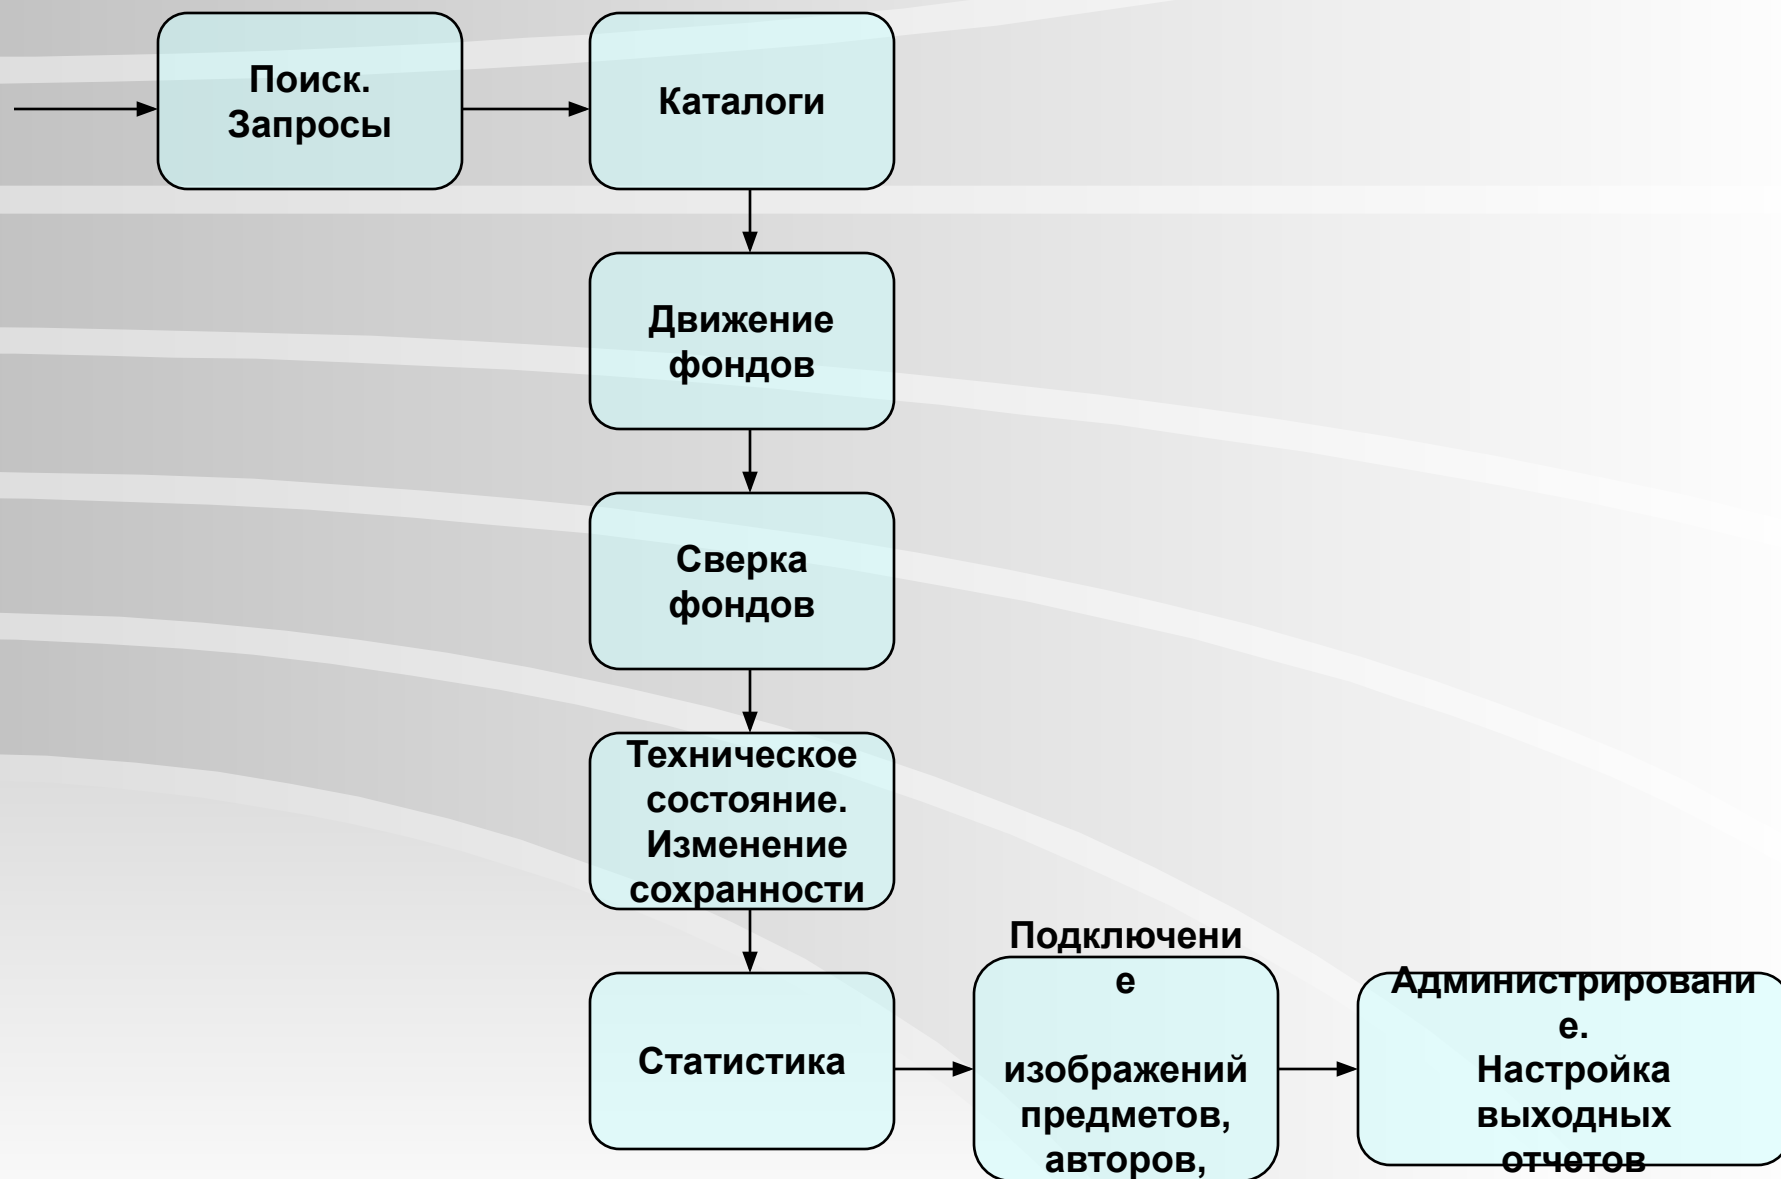 Поиск.
Запросы
Каталоги
Движение
фондов
Сверка
фондов
Техническое
состояние.
Изменение
сохранности
Статистика
Подключени
е
изображений
предметов,
авторов,
Администрировани
е.
Настройка
выходных
отчетов